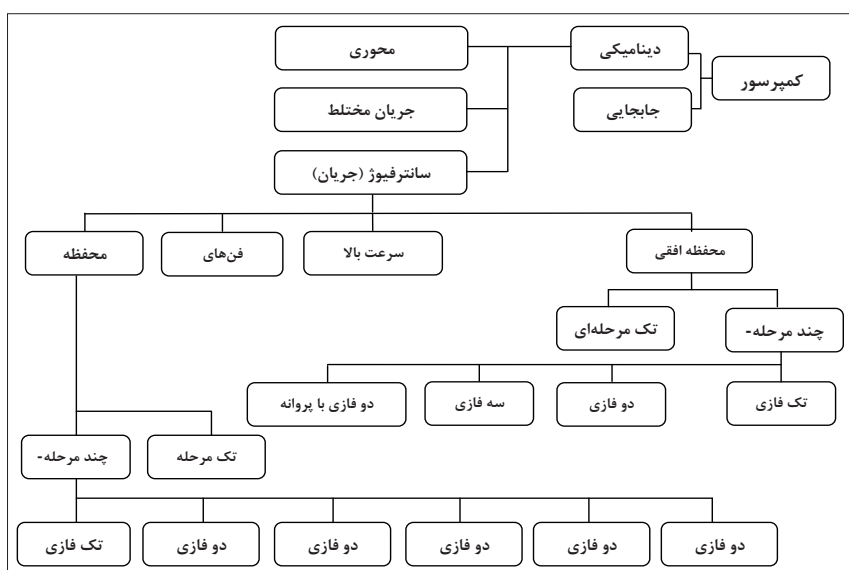 کمپرسور
دینامیکی
جابجایی
محوری
جریان مختلط
سانترفیوژ (جریان)
محفظه افقی
سرعت بالا
فن‌های
محفظه
چند مرحله-
تک مرحله‌ای
تک فازی
دو فازی
سه فازی
دو فازی با پروانه
تک مرحله
چند مرحله-
دو فازی
دو فازی
دو فازی
دو فازی
دو فازی
تک فازی